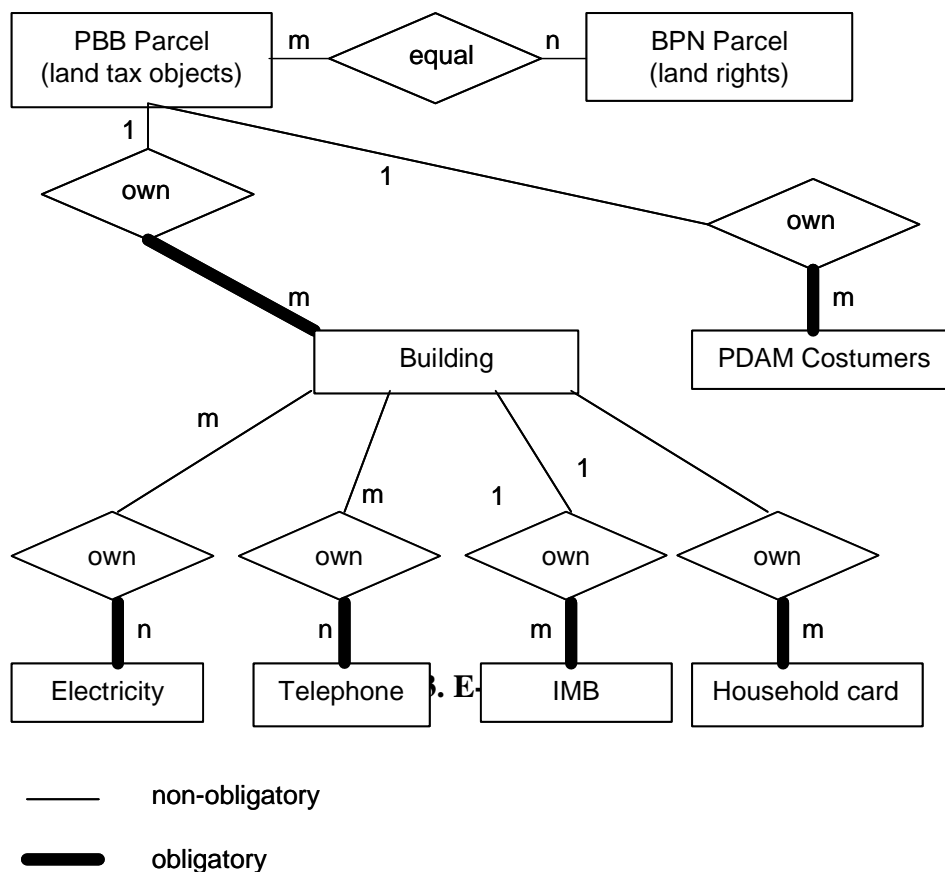 PBB Parcel
(land tax objects)
m
equal
n
BPN Parcel
(land rights)
1
own
1
own
m
m
Building
PDAM Costumers
m
m
1
1
own
own
own
own
n
n
m
m
Electricity
Telephone
3. E-
IMB
Household card
non-obligatory
obligatory